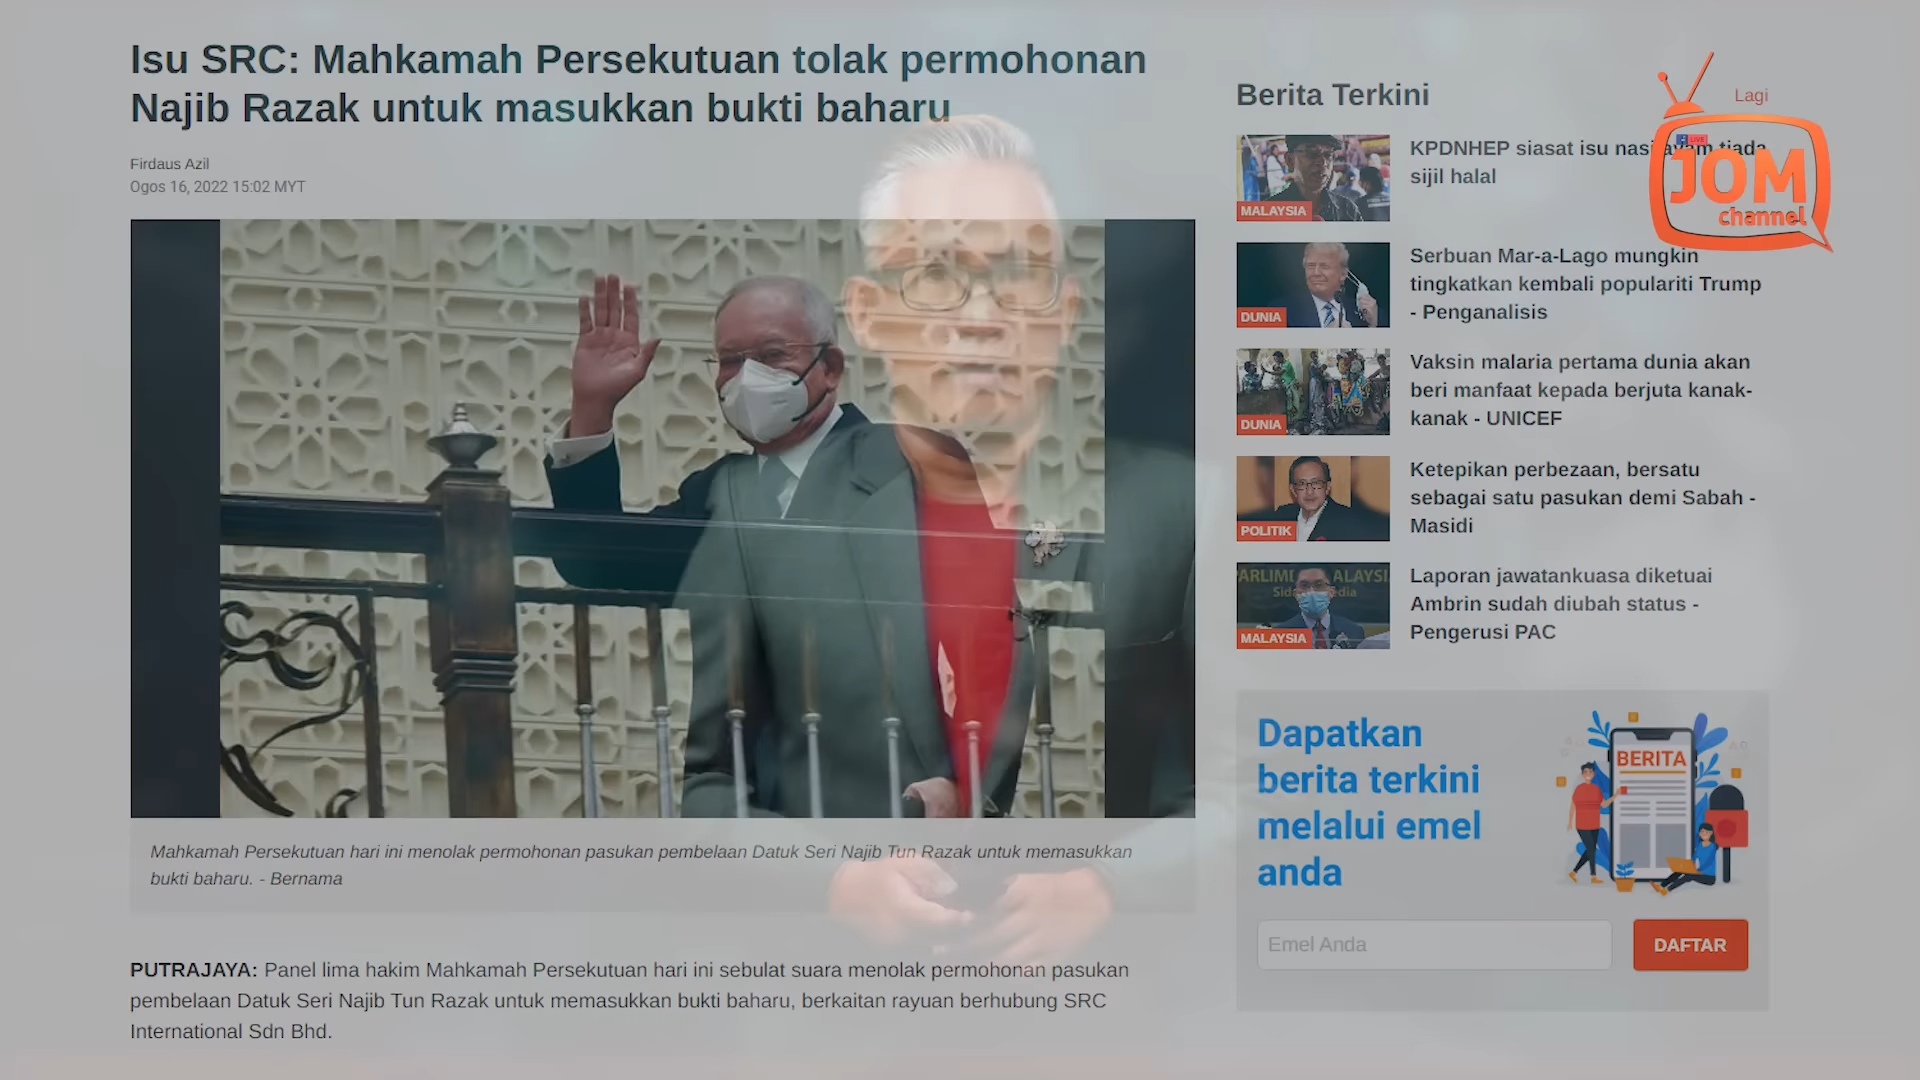 Isu SRC: Mahkamah Persekutuan tolak permohonan
Najib Razak untuk masukkan bukti baharu
Firdaus Azil
Ogos 16, 2022 15:02 MYT
Mahkamah Persekutuan hari ini menolak permohonan pasukan pembelaan Datuk Seri Najib Tun Razak untuk memasukkan
bukti baharu. - Bernama
PUTRAJAYA: Panel lima hakim Mahkamah Persekutuan hari ini sebulat suara menolak permohonan pasukan
pembelaan Datuk Seri Najib Tun Razak untuk memasukkan bukti baharu, berkaitan rayuan berhubung SRC
International Sdn Bhd.
Berita Terkini
Lagi
LIVE
JOM
channel
KPDNHEP siasat isu nasi ayam tiada
sijil halal
MALAYSIA
Serbuan Mar-a-Lago mungkin
tingkatkan kembali populariti Trump
- Penganalisis
DUNIA
Vaksin malaria pertama dunia akan
beri manfaat kepada berjuta kanak-
kanak - UNICEF
DUNIA
Ketepikan perbezaan, bersatu
sebagai satu pasukan demi Sabah -
Masidi
POLITIK
Laporan jawatankuasa diketuai
Ambrin sudah diubah status -
Pengerusi PAC
MALAYSIA
Dapatkan
berita terkini
melalui emel
anda
BERITA
Emel Anda
DAFTAR